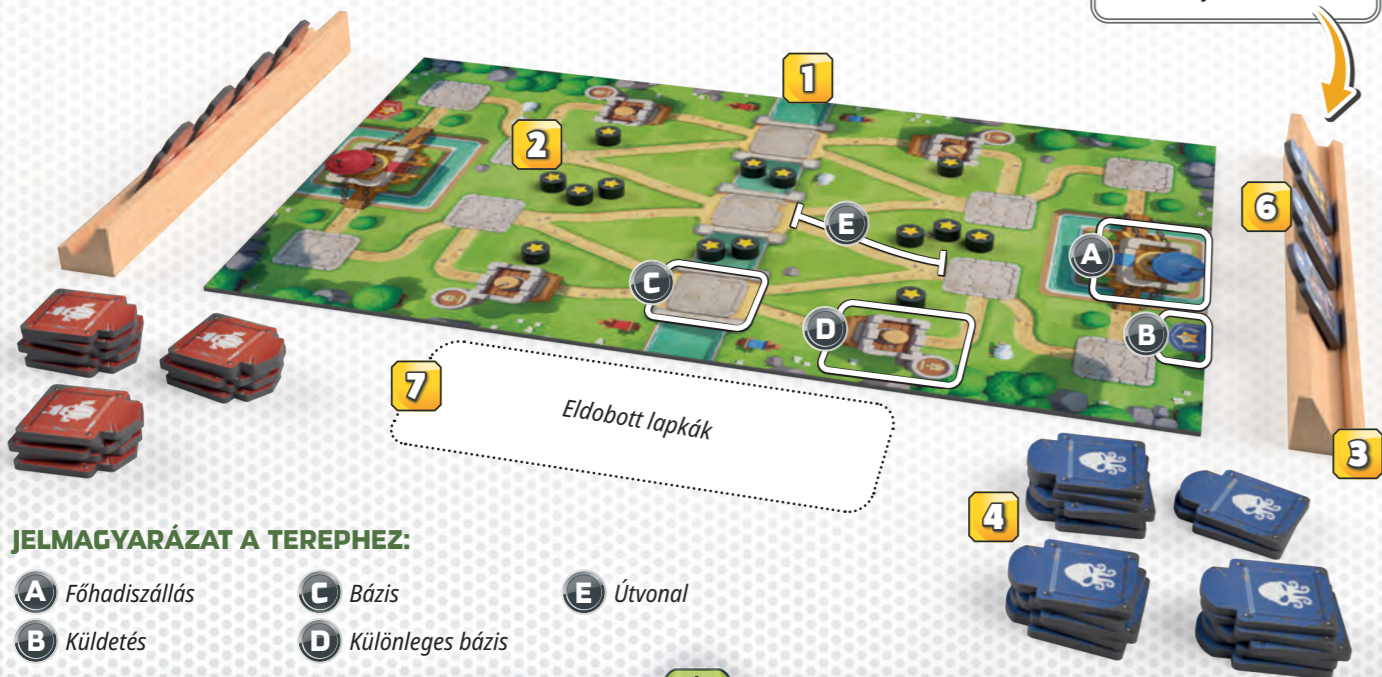 1
2
E
6
A
C
D
B
7
Eldobott lapkák
3
4
JELMAGYARÁZAT A TEREPHEZ:
A Főhadiszállás
C Bázis
E Útvonal
B Küldetés
D Különleges bázis